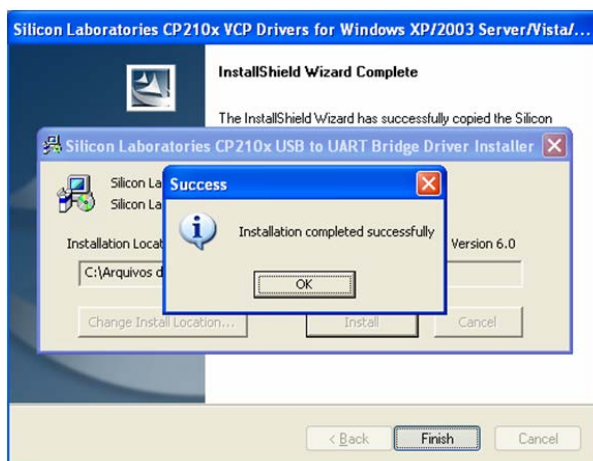 Silicon Laboratories CP210x VCP Drivers for Windows XP/2003 Server/Vista/...
InstallShield Wizard Complete
The InstallShield Wizard has successfully copied the Silicon
Silicon Laboratories CP210x USB to UART Bridge Driver Installer
Silicon La
Silicon La
Success
Installation completed successfully
Installation Locat
Version 6.0
C:\Arquivos d
OK
Change Install Location...
Install
Cancel
< Back
Finish
Cancel